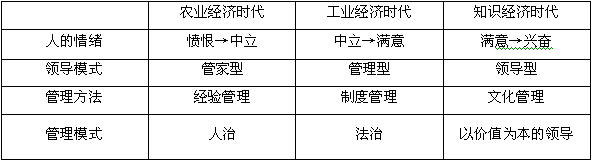 农业经济时代 工业经济时代 知识经济时代
人的情绪 愤恨→中立 中立→满意 满意→兴奋
领导模式 管家型 管理型 领导型
管理方法 经验管理 制度管理 文化管理
管理模式 人治 法治 以价值为本的领导